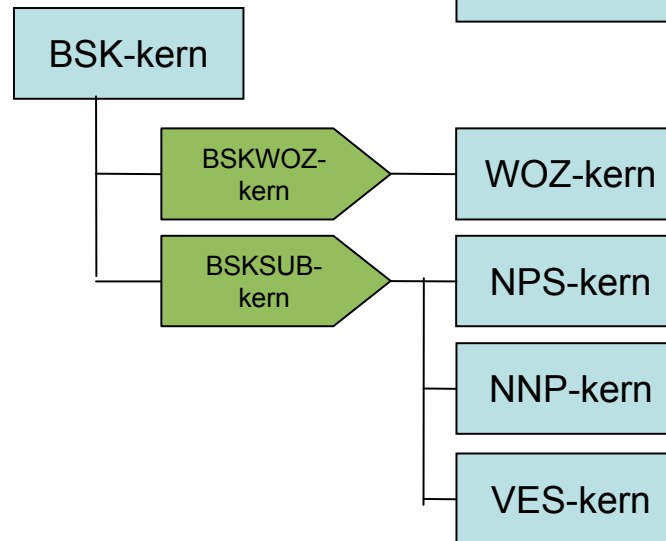 BSK-kern
BSKWOZ-
kern
WOZ-kern
BSKSUB-
kern
NPS-kern
NNP-kern
VES-kern